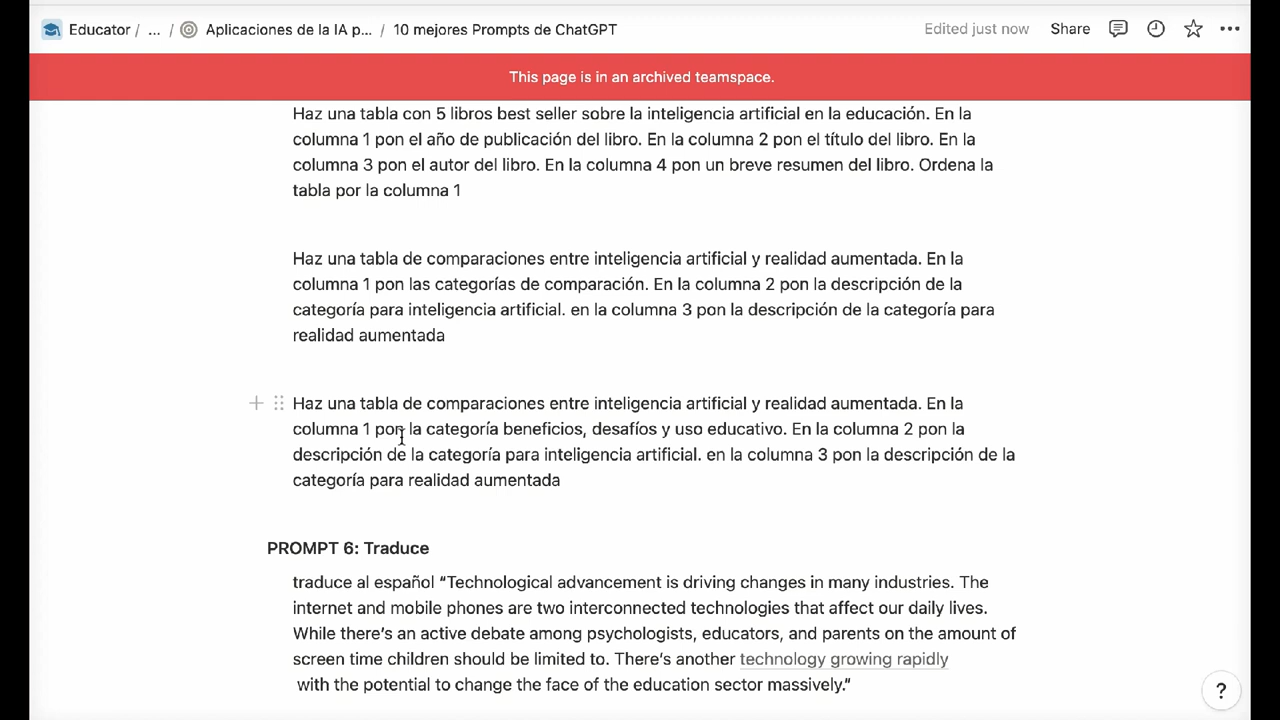 Educator / ... / Aplicaciones de la IA p... / 10 mejores Prompts de ChatGPT Edited just now Share
This page is in an archived teamspace.
Haz una tabla con 5 libros best seller sobre la inteligencia artificial en la educación. En la
columna 1 pon el año de publicación del libro. En la columna 2 pon el título del libro. En la
columna 3 pon el autor del libro. En la columna 4 pon un breve resumen del libro. Ordena la
tabla por la columna 1
Haz una tabla de comparaciones entre inteligencia artificial y realidad aumentada. En la
columna 1 pon las categorías de comparación. En la columna 2 pon la descripción de la
categoría para inteligencia artificial. en la columna 3 pon la descripción de la categoría para
realidad aumentada
Haz una tabla de comparaciones entre inteligencia artificial y realidad aumentada. En la
columna 1 pon la categoría beneficios, desafíos y uso educativo. En la columna 2 pon la
descripción de la categoría para inteligencia artificial. en la columna 3 pon la descripción de la
categoría para realidad aumentada
PROMPT 6: Traduce
traduce al español “Technological advancement is driving changes in many industries. The
internet and mobile phones are two interconnected technologies that affect our daily lives.
While there’s an active debate among psychologists, educators, and parents on the amount of
screen time children should be limited to. There’s another technology growing rapidly
with the potential to change the face of the education sector massively.“
?